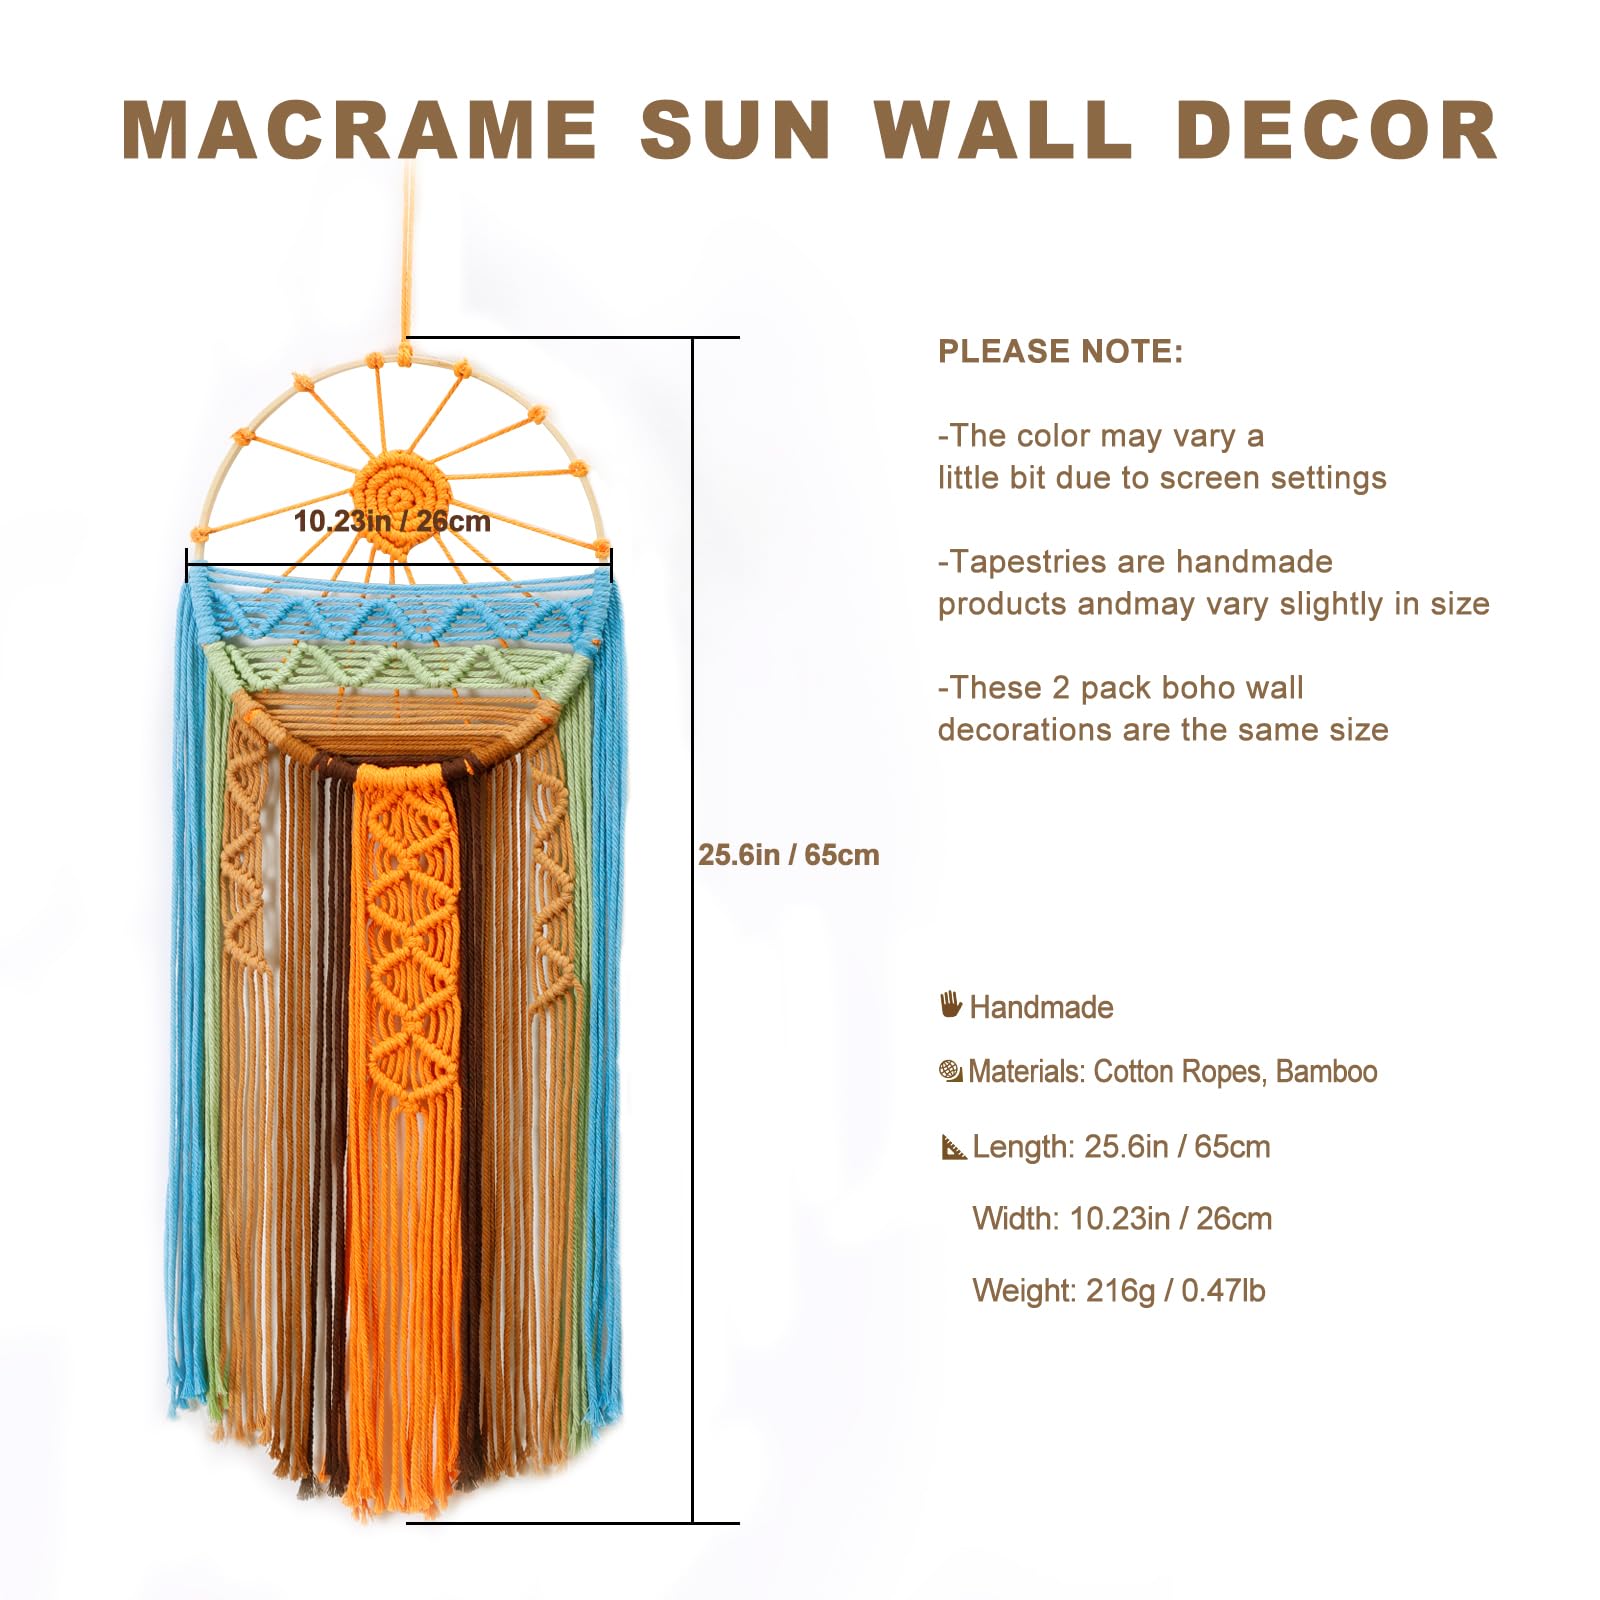 MACRAME SUN WALL DECOR
10.23in / 26cm
25.6in / 65cm
PLEASE NOTE:
-The color may vary a
little bit due to screen settings
-Tapestries are handmade
products andmay vary slightly in size
-These 2 pack boho wall
decorations are the same size
Handmade
Materials: Cotton Ropes, Bamboo
Length: 25.6in / 65cm
Width: 10.23in / 26cm
Weight: 216g / 0.47lb